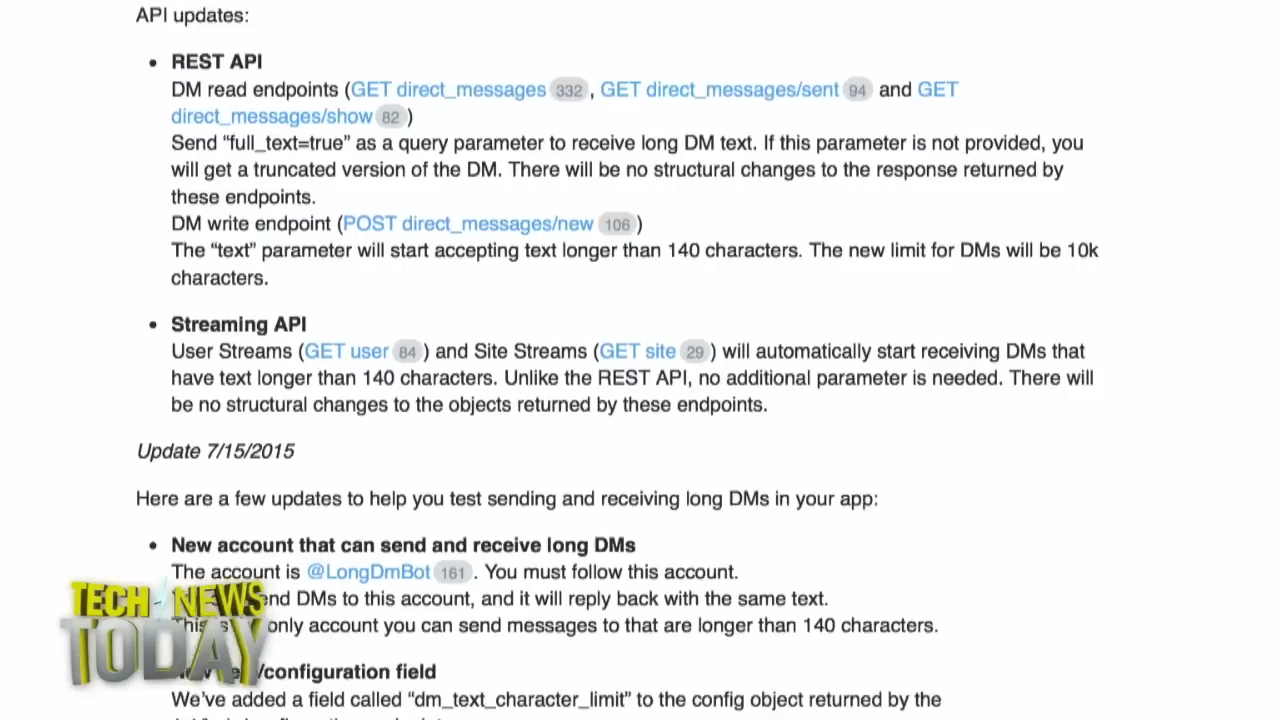 API updates:
• REST API
DM read endpoints (GET direct_messages 332 , GET direct_messages/sent 94 and GET
direct_messages/show 82 )
Send “full_text=true” as a query parameter to receive long DM text. If this parameter is not provided, you
will get a truncated version of the DM. There will be no structural changes to the response returned by
these endpoints.
DM write endpoint (POST direct_messages/new 106 )
The “text” parameter will start accepting text longer than 140 characters. The new limit for DMs will be 10k
characters.
• Streaming API
User Streams (GET user 84 ) and Site Streams (GET site 29 ) will automatically start receiving DMs that
have text longer than 140 characters. Unlike the REST API, no additional parameter is needed. There will
be no structural changes to the objects returned by these endpoints.
Update 7/15/2015
Here are a few updates to help you test sending and receiving long DMs in your app:
• New account that can send and receive long DMs
The account is @LongDmBot 161 . You must follow this account.
DMs to this account, and it will reply back with the same text.
only account you can send messages to that are longer than 140 characters.
/configuration field
We’ve added a field called “dm_text_character_limit” to the config object returned by the
TECH NEWS
TODAY